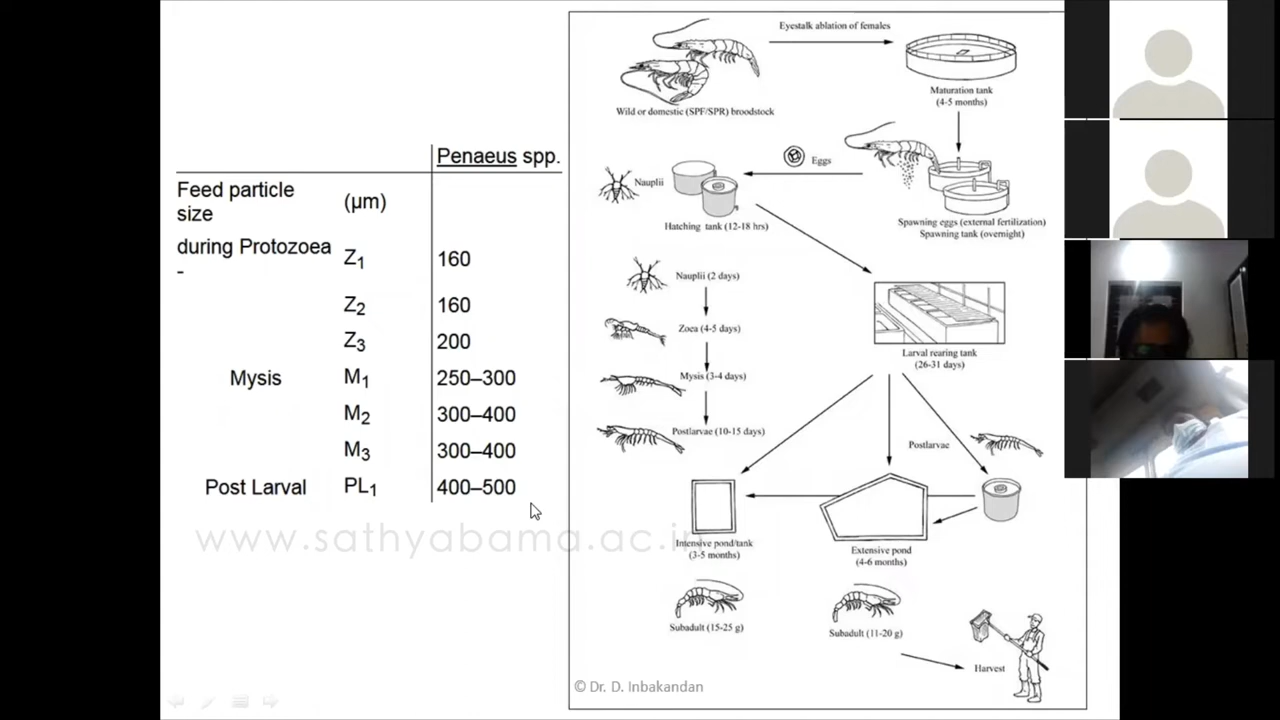 Penaeus spp.
Feed particle
size
(µm)
during Protozoea
-
Z1
160
Z2
160
Z3
200
Mysis
M1
250–300
M2
300–400
M3
300–400
Post Larval
PL1
400–500
www.sathyabama.ac.in
Eyestalk ablation of females
Wild or domestic (SPF/SPR) broodstock
Maturation tank
(4-5 months)
Eggs
Nauplii
Hatching tank (12-18 hrs)
Spawning eggs (external fertilization)
Spawning tank (overnight)
Nauplii (2 days)
Zoea (4-5 days)
Mysis (3-4 days)
Postlarvae (10-15 days)
Larval rearing tank
(26-31 days)
Postlarvae
Intensive pond/tank
(3-5 months)
Extensive pond
(4-6 months)
Subadult (15-25 g)
Subadult (11-20 g)
Harvest
© Dr. D. Inbakandan